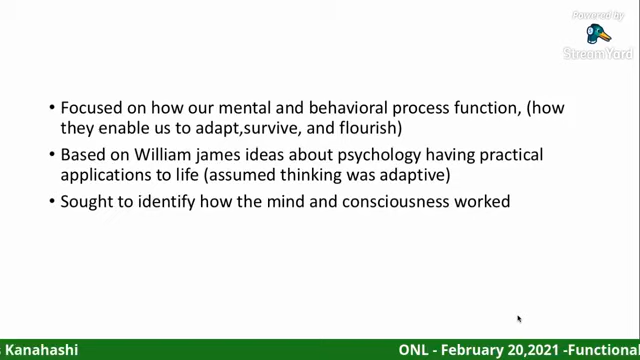 Powered by
StreamYard
• Focused on how our mental and behavioral process function, (how
they enable us to adapt,survive, and flourish)
• Based on William james ideas about psychology having practical
applications to life (assumed thinking was adaptive)
• Sought to identify how the mind and consciousness worked
Kanahashi
ONL - February 20,2021 -Functional